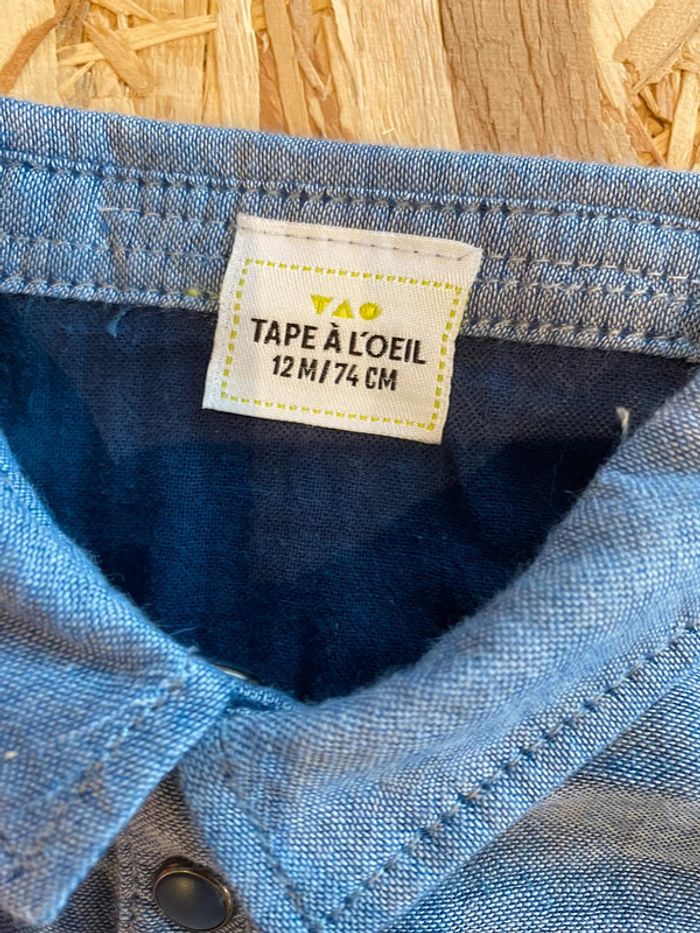 TAO
TAPE À L'OEIL
12 M/74 CM